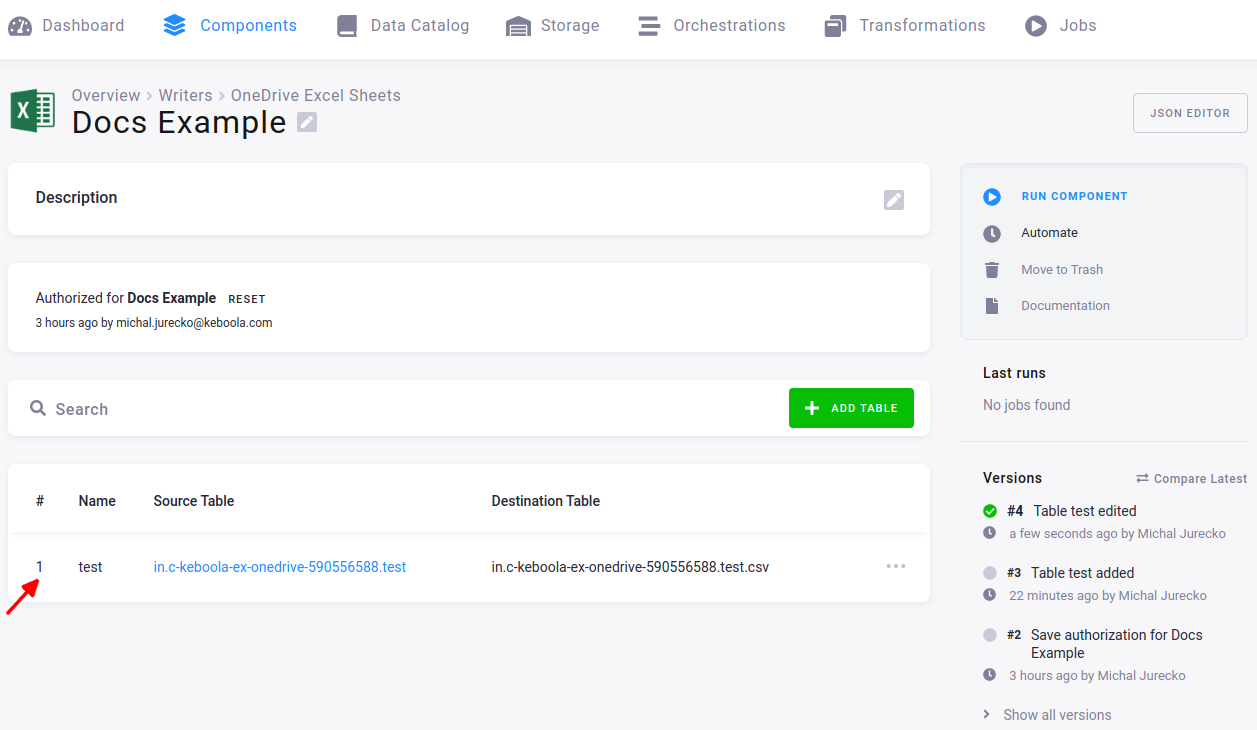 Dashboard Components Data Catalog Storage Orchestrations Transformations Jobs
X
Overview > Writers > OneDrive Excel Sheets
Docs Example
JSON EDITOR
Description
Authorized for Docs Example RESET
3 hours ago by michal.jurecko@keboola.com
Search
ADD TABLE
# Name Source Table Destination Table
1 test in.c-keboola-ex-onedrive-590556588.test in.c-keboola-ex-onedrive-590556588.test.csv
RUN COMPONENT
Automate
Move to Trash
Documentation
Last runs
No jobs found
Versions Compare Latest
#4 Table test edited
a few seconds ago by Michal Jurecko
#3 Table test added
22 minutes ago by Michal Jurecko
#2 Save authorization for Docs
Example
3 hours ago by Michal Jurecko
Show all versions